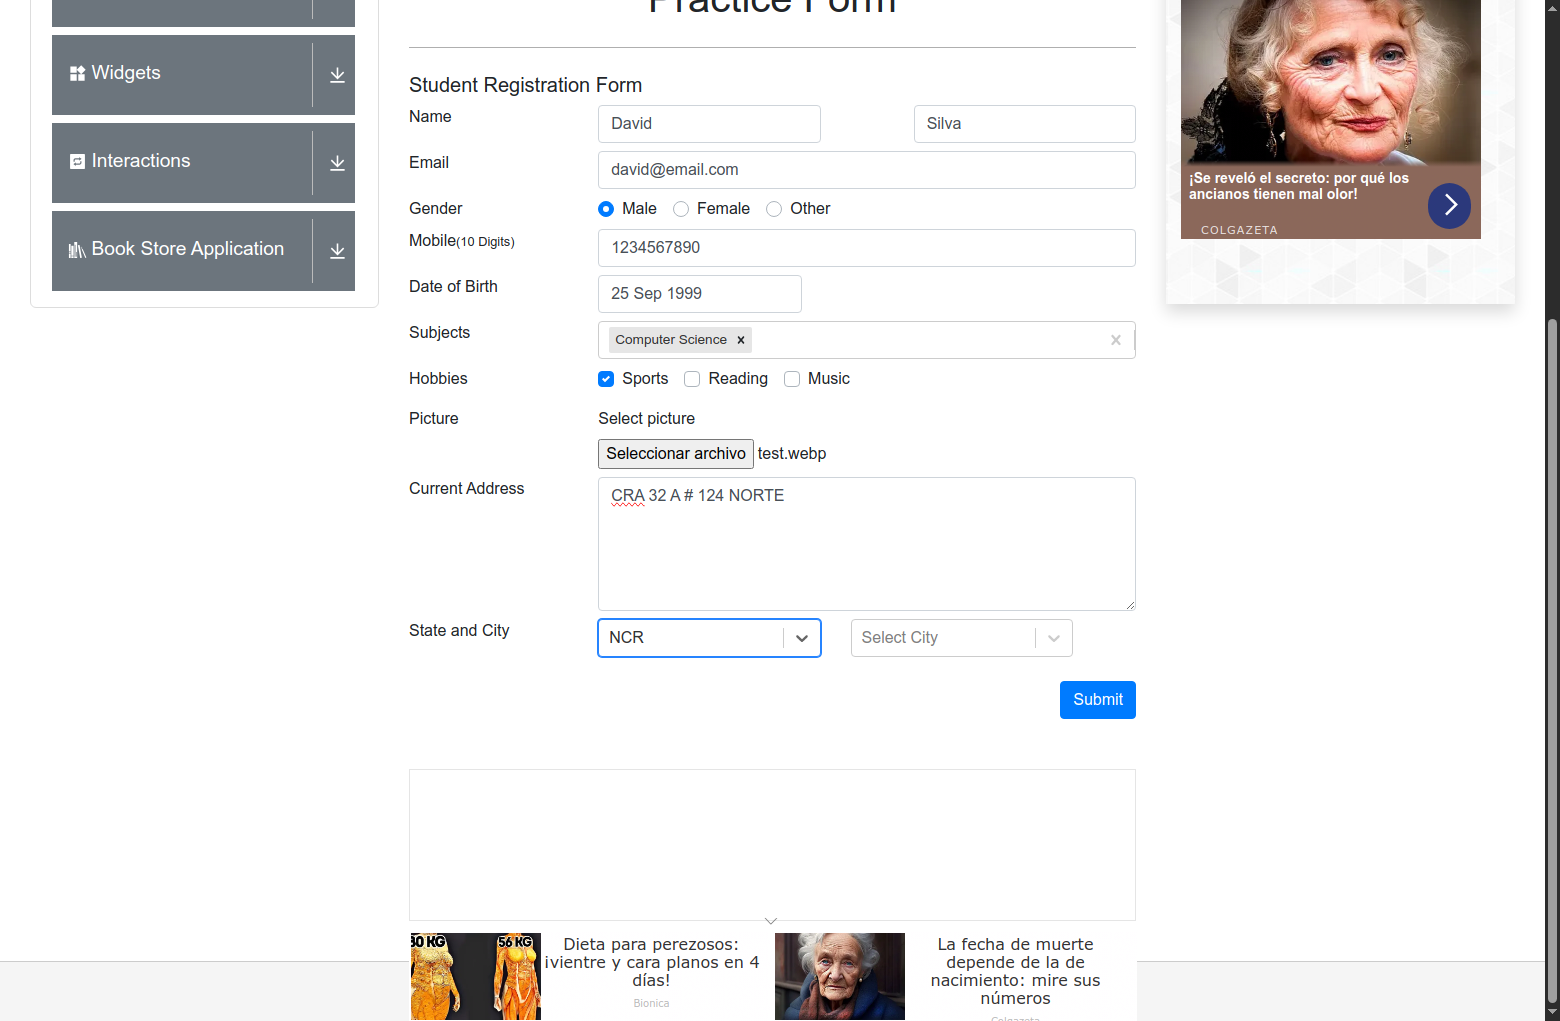 Practice Form
Widgets
Interactions
Book Store Application
Student Registration Form
Name
David
Silva
Email
david@email.com
Gender
Male
Female
Other
Mobile(10 Digits)
1234567890
Date of Birth
25 Sep 1999
Subjects
Computer Science
Hobbies
Sports
Reading
Music
Picture
Select picture
Seleccionar archivo test.webp
Current Address
CRA 32 A # 124 NORTE
State and City
NCR
Select City
Submit
¡Se reveló el secreto: por qué los
ancianos tienen mal olor!
COLGAZETA
80 KG
56 KG
Dieta para perezosos:
¡vientre y cara planos en 4
días!
Bionica
La fecha de muerte
depende de la de
nacimiento: mire sus
números
Colgazeta